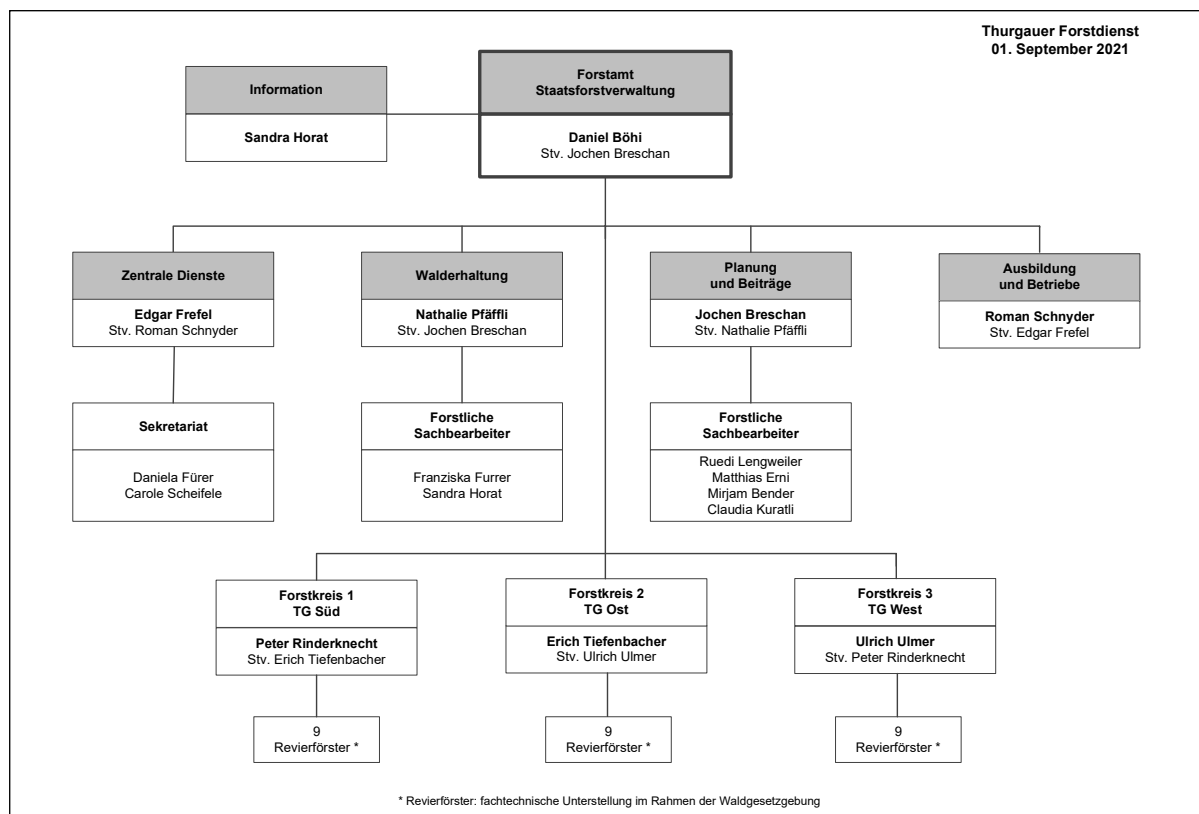 Thurgauer Forstdienst
01. September 2021
Information
Sandra Horat
Forstamt
Staatsforstverwaltung
Daniel Böhi
Stv. Jochen Breschan
Zentrale Dienste
Edgar Frefel
Stv. Roman Schnyder
Walderhaltung
Nathalie Pfäffli
Stv. Jochen Breschan
Planung
und Beiträge
Jochen Breschan
Stv. Nathalie Pfäffli
Ausbildung
und Betriebe
Roman Schnyder
Stv. Edgar Frefel
Sekretariat
Daniela Fürer
Carole Scheifele
Forstliche
Sachbearbeiter
Franziska Furrer
Sandra Horat
Forstliche
Sachbearbeiter
Ruedi Lengweiler
Matthias Erni
Mirjam Bender
Claudia Kuratli
Forstkreis 1
TG Süd
Peter Rinderknecht
Stv. Erich Tiefenbacher
Forstkreis 2
TG Ost
Erich Tiefenbacher
Stv. Ulrich Ulmer
Forstkreis 3
TG West
Ulrich Ulmer
Stv. Peter Rinderknecht
9
Revierförster *
9
Revierförster *
9
Revierförster *
* Revierförster: fachtechnische Unterstellung im Rahmen der Waldgesetzgebung